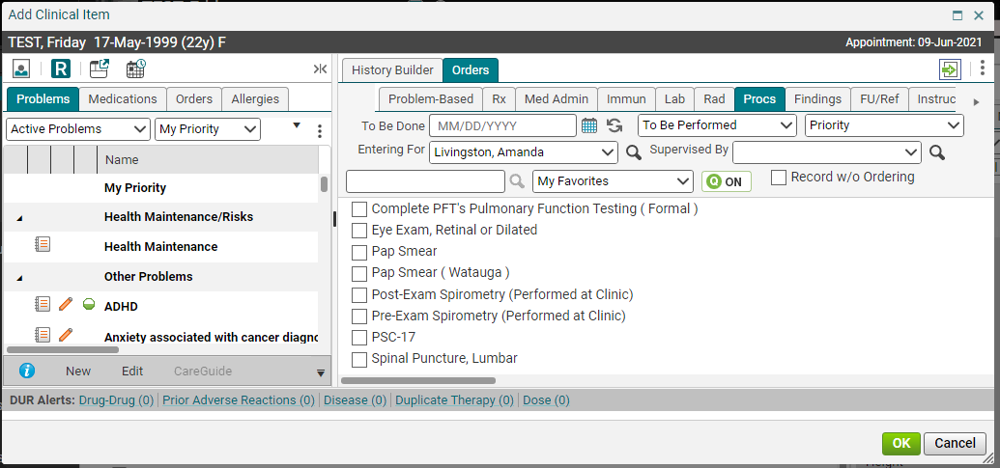 Add Clinical Item
TEST, Friday 17-May-1999 (22y) F
Appointment: 09-Jun-2021
R
Problems Medications Orders Allergies
Active Problems My Priority
Name
My Priority
Health Maintenance/Risks
Health Maintenance
Other Problems
ADHD
Anxiety associated with cancer diagno
New Edit CareGuide
History Builder Orders
Problem-Based Rx Med Admin Immun Lab Rad Procs Findings FU/Ref Instruc
To Be Done MM/DD/YYYY To Be Performed Priority
Entering For Livingston, Amanda Supervised By
My Favorites Q ON Record w/o Ordering
Complete PFT's Pulmonary Function Testing ( Formal )
Eye Exam, Retinal or Dilated
Pap Smear
Pap Smear ( Watauga )
Post-Exam Spirometry (Performed at Clinic)
Pre-Exam Spirometry (Performed at Clinic)
PSC-17
Spinal Puncture, Lumbar
DUR Alerts: Drug-Drug (0) Prior Adverse Reactions (0) Disease (0) Duplicate Therapy (0) Dose (0)
OK Cancel